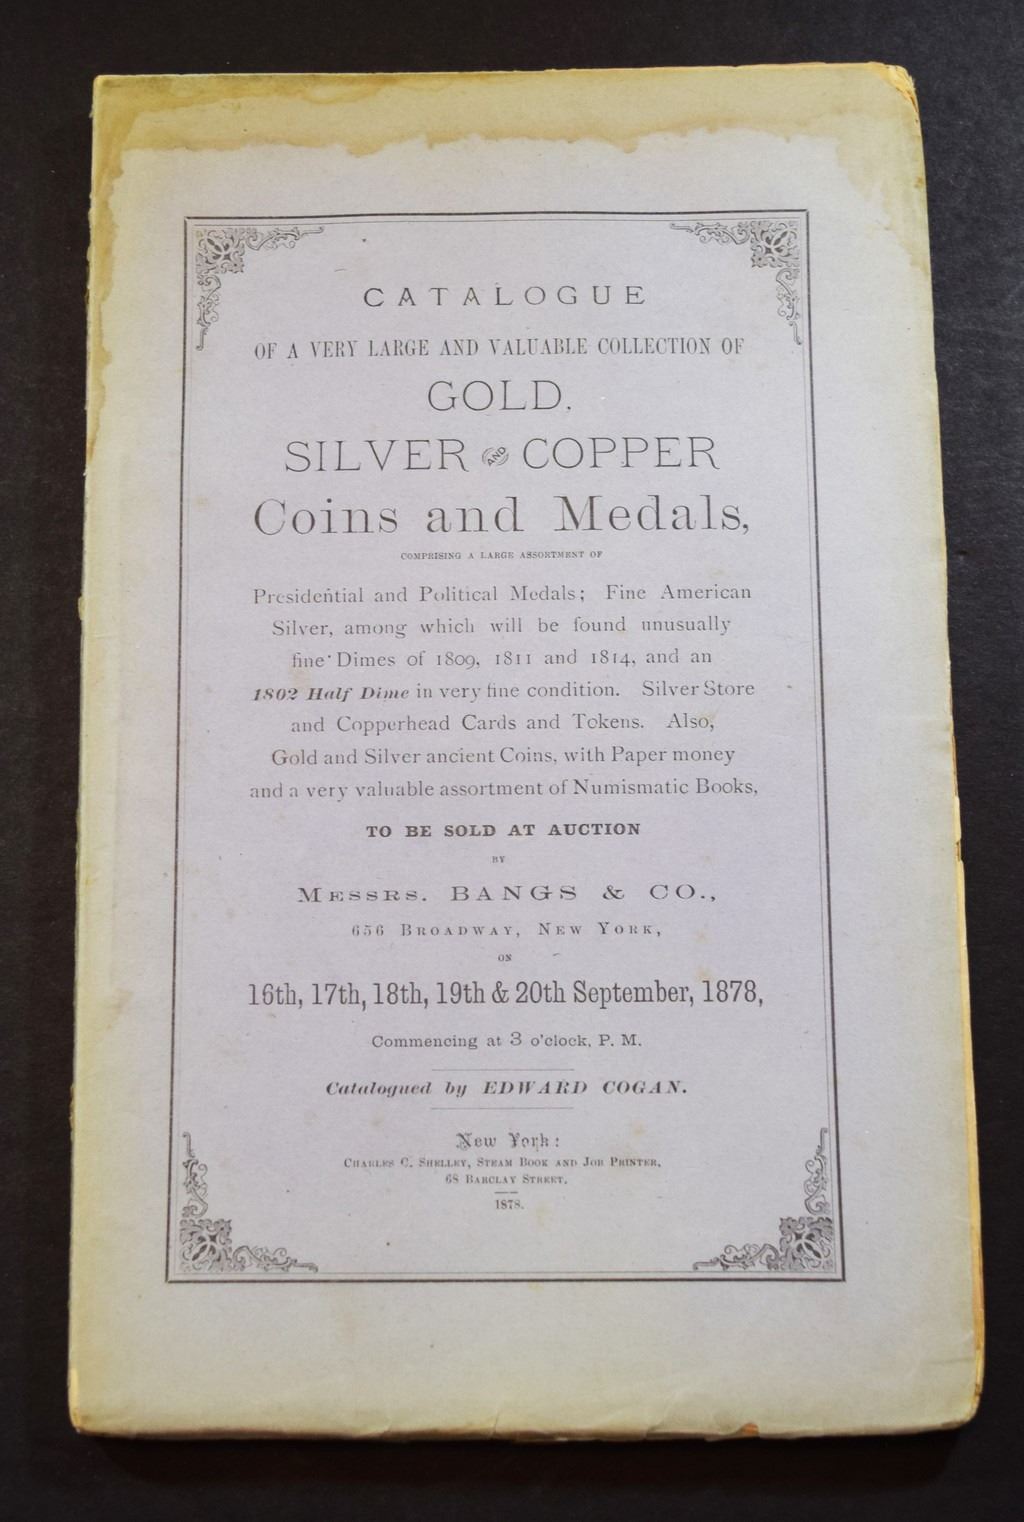 CATALOGUE
OF A VERY LARGE AND VALUABLE COLLECTION OF
GOLD,
SILVER AND COPPER
Coins and Medals,
COMPRISING A LARGE ASSORTMENT OF
Presidential and Political Medals; Fine American
Silver, among which will be found unusually
fine Dimes of 1809, 1811 and 1814, and an
1802 Half Dime in very fine condition. Silver Store
and Copperhead Cards and Tokens. Also,
Gold and Silver ancient Coins, with Paper money
and a very valuable assortment of Numismatic Books,
TO BE SOLD AT AUCTION
BY
MESSRS. BANGS & CO.,
656 BROADWAY, NEW YORK,
ON
16th, 17th, 18th, 19th & 20th September, 1878,
Commencing at 3 o'clock, P. M.
Catalogued by EDWARD COGAN.
New York:
CHARLES C. SHELLEY, STEAM BOOK AND JOB PRINTER,
68 BARCLAY STREET.
1878.